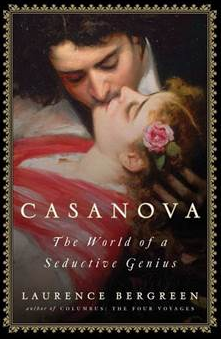 CASANOVA
The World of a
Seductive Genius
LAURENCE BERGREEN
author of COLUMBUS: THE FOUR VOYAGES